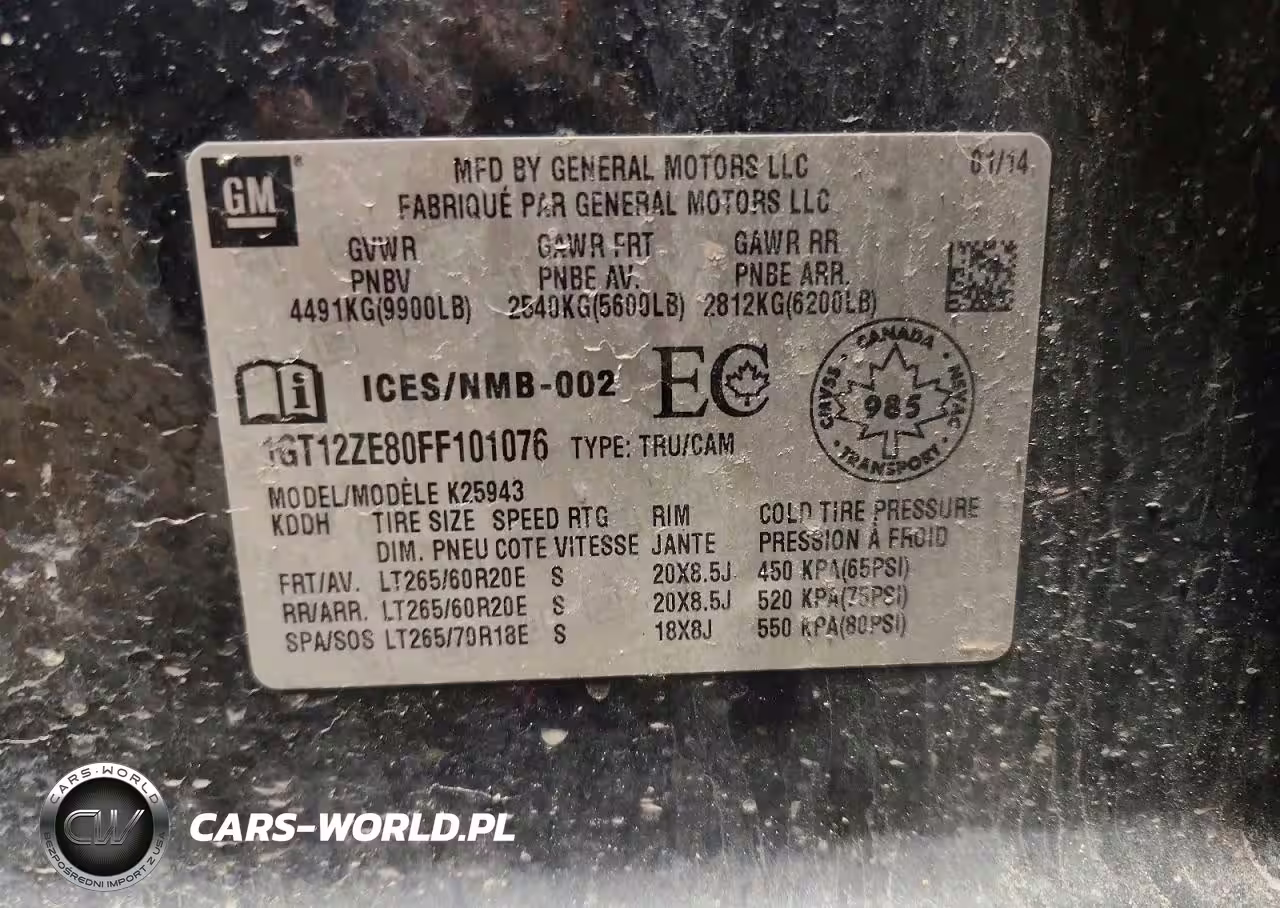 GM
MFD BY GENERAL MOTORS LLC 01/14
FABRIQUÉ PAR GENERAL MOTORS LLC
GVWR GAWR FRT GAWR RR
PNBV PNBE AV. PNBE ARR.
4491KG(9900LB) 2540KG(5600LB) 2812KG(6200LB)
i ICES/NMB-002 EC
CANADA · NSVAC · TRANSPORT · CMVSS ·
985
1GT12ZE80FF101076 TYPE: TRU/CAM
MODEL/MODÈLE K25943
KDDH TIRE SIZE SPEED RTG RIM COLD TIRE PRESSURE
DIM. PNEU COTE VITESSE JANTE PRESSION À FROID
FRT/AV. LT265/60R20E S 20X8.5J 450 KPA(65PSI)
RR/ARR. LT265/60R20E S 20X8.5J 520 KPA(75PSI)
SPA/SOS LT265/70R18E S 18X8J 550 KPA(80PSI)
CARS-WORLD
CW
BEZPOŚREDNI IMPORT Z USA
CARS-WORLD.PL